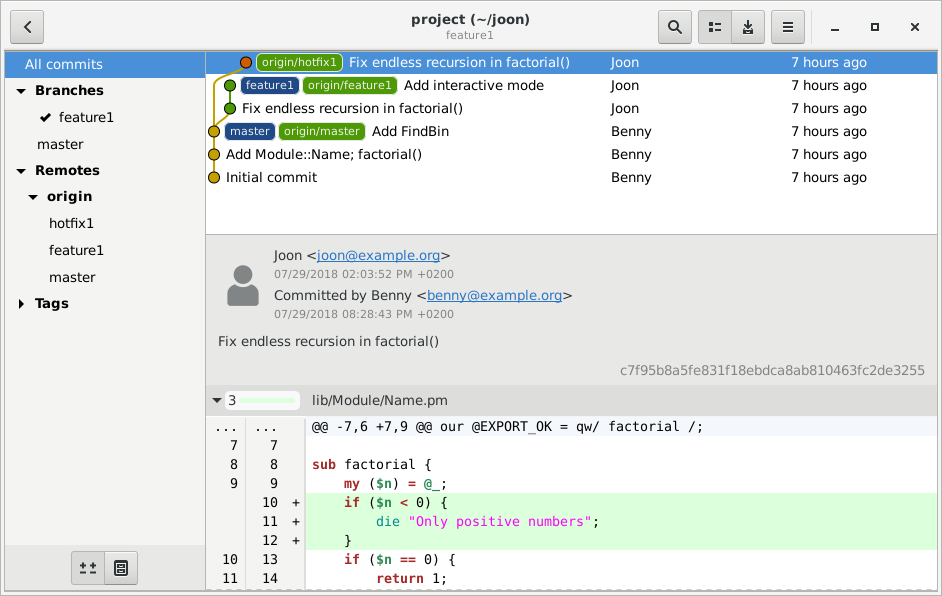 project (~/joon)
feature1
All commits
Branches
feature1
master
Remotes
origin
hotfix1
feature1
master
Tags
origin/hotfix1 Fix endless recursion in factorial() Joon 7 hours ago
feature1 origin/feature1 Add interactive mode Joon 7 hours ago
Fix endless recursion in factorial() Joon 7 hours ago
master origin/master Add FindBin Benny 7 hours ago
Add Module::Name; factorial() Benny 7 hours ago
Initial commit Benny 7 hours ago
Joon <joon@example.org>
07/29/2018 02:03:52 PM +0200
Committed by Benny <benny@example.org>
07/29/2018 08:28:43 PM +0200
Fix endless recursion in factorial()
c7f95b8a5fe831f18ebdca8ab810463fc2de3255
3 lib/Module/Name.pm
... ... @@ -7,6 +7,9 @@ our @EXPORT_OK = qw/ factorial /;
7 7
8 8 sub factorial {
9 9 my ($n) = @_;
10 + if ($n < 0) {
11 + die "Only positive numbers";
12 + }
10 13 if ($n == 0) {
11 14 return 1;